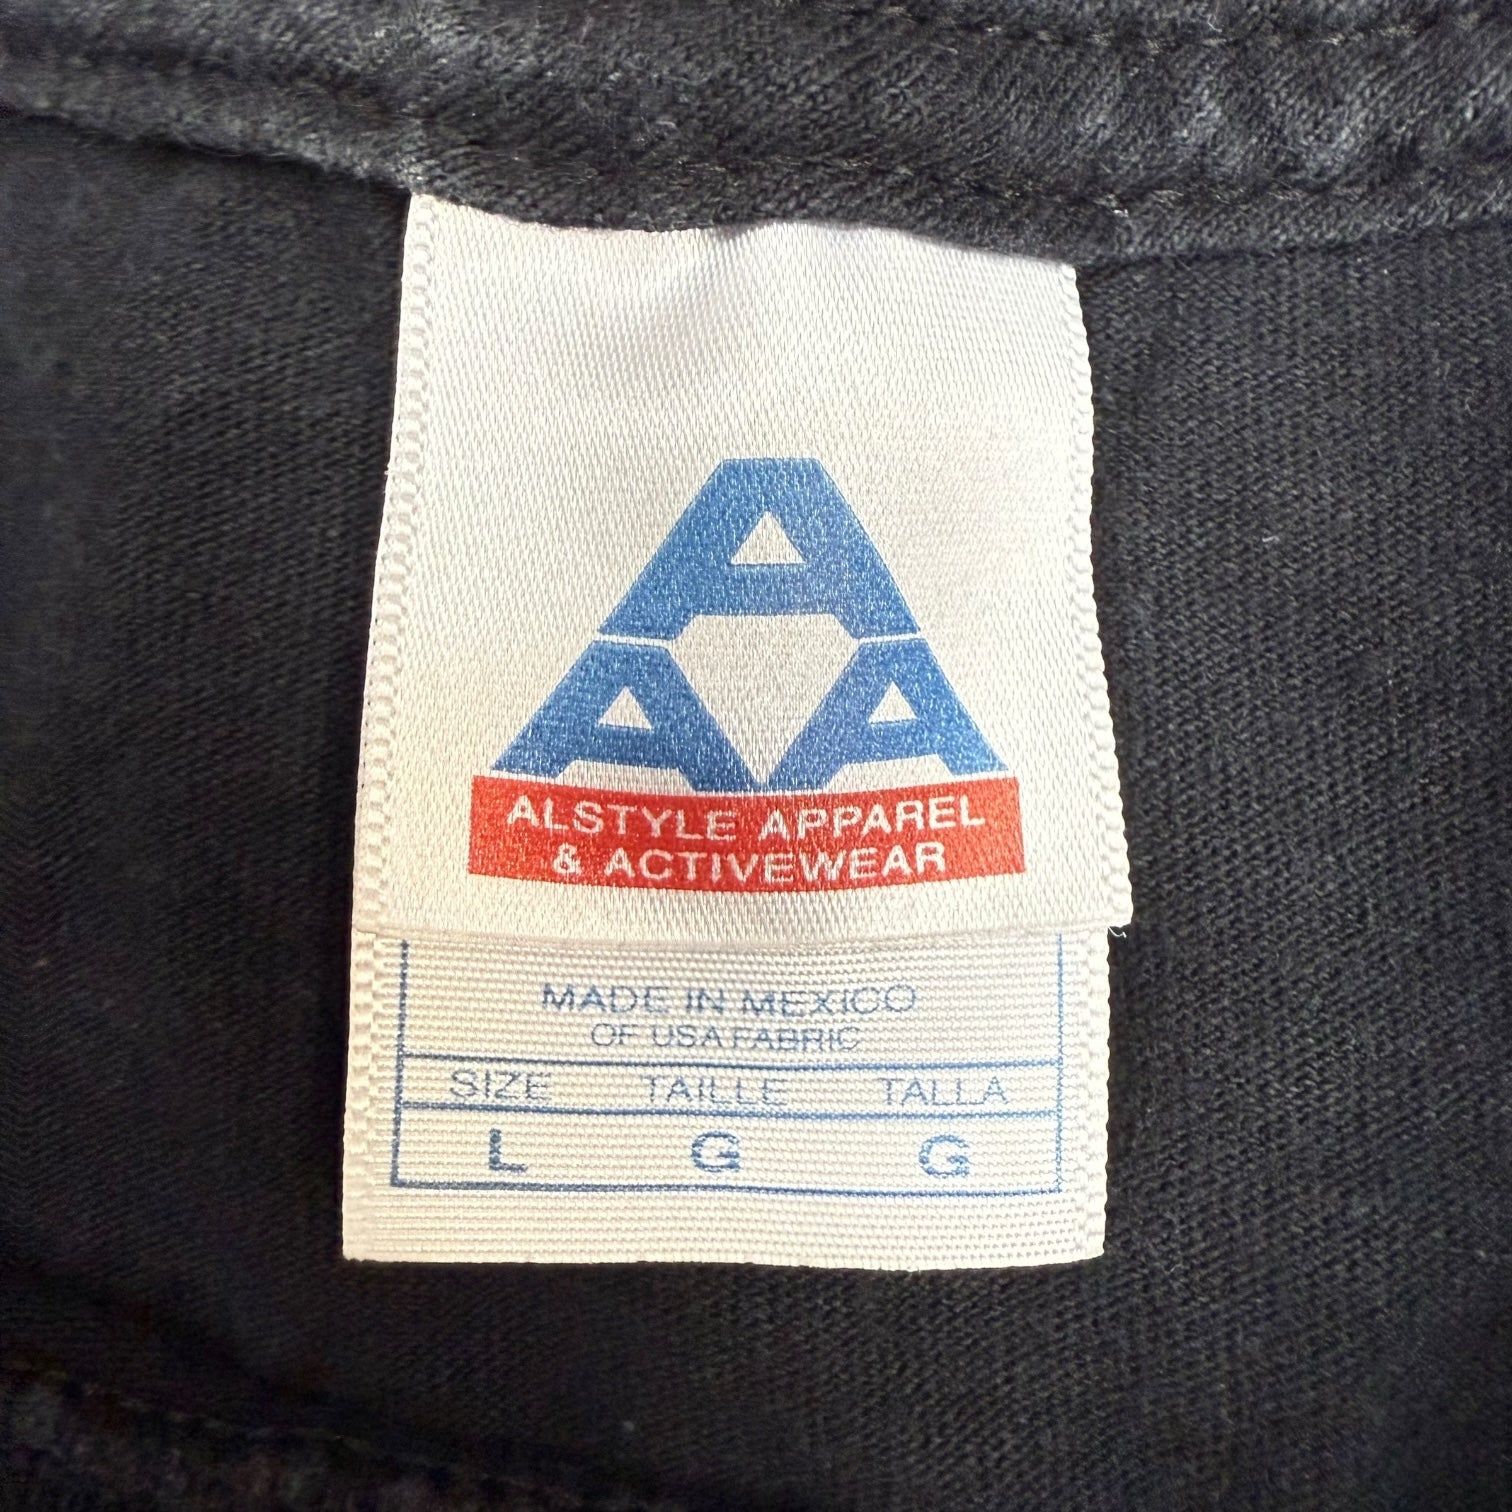 A
A A
ALSTYLE APPAREL
& ACTIVEWEAR
MADE IN MEXICO
OF USA FABRIC
SIZE TAILLE TALLA
L G G